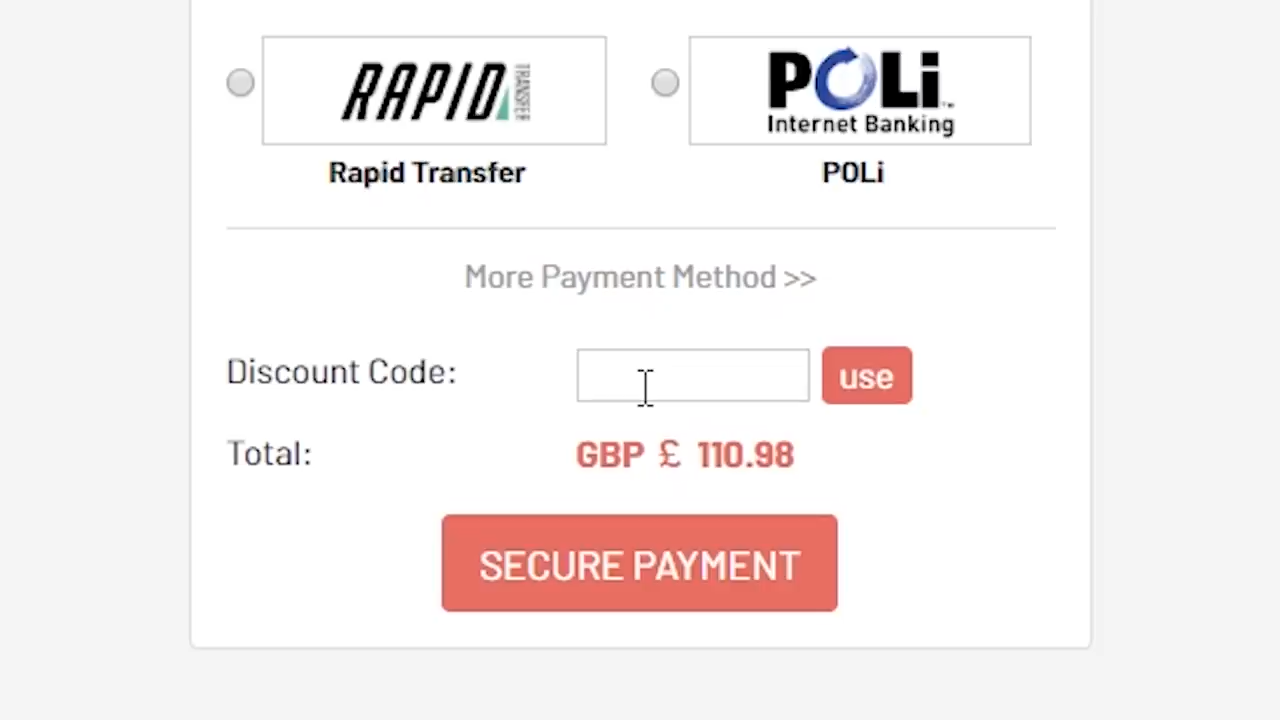 RAPID TRANSFER
POLi™
Internet Banking
Rapid Transfer
POLi
More Payment Method >>
Discount Code:
use
Total:
GBP £ 110.98
SECURE PAYMENT